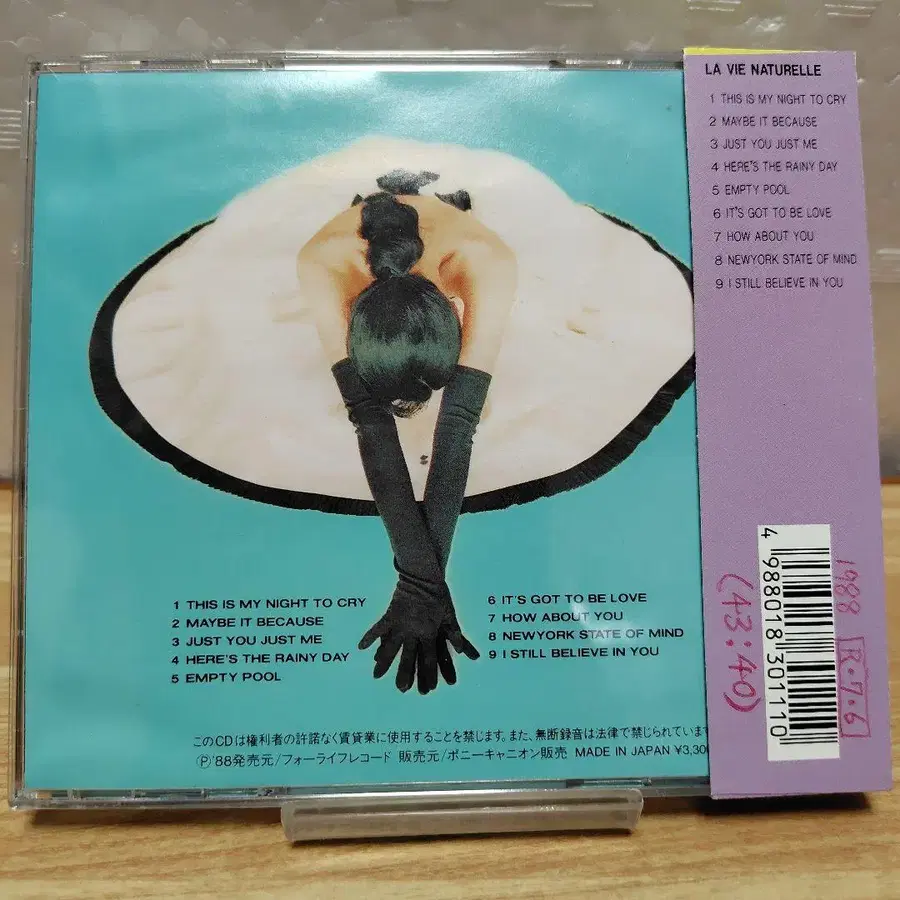 1 THIS IS MY NIGHT TO CRY
2 MAYBE IT BECAUSE
3 JUST YOU JUST ME
4 HERE'S THE RAINY DAY
5 EMPTY POOL
6 IT'S GOT TO BE LOVE
7 HOW ABOUT YOU
8 NEWYORK STATE OF MIND
9 I STILL BELIEVE IN YOU
このCDは権利者の許諾なく賃貸業に使用することを禁じます。また、無断録音は法律で禁じられています
Ⓟ'88発売元/フォーライフレコード 販売元/ポニーキャニオン販売 MADE IN JAPAN ¥3,30
LA VIE NATURELLE
1 THIS IS MY NIGHT TO CRY
2 MAYBE IT BECAUSE
3 JUST YOU JUST ME
4 HERE'S THE RAINY DAY
5 EMPTY POOL
6 IT'S GOT TO BE LOVE
7 HOW ABOUT YOU
8 NEWYORK STATE OF MIND
9 I STILL BELIEVE IN YOU
4 988018 301110
1988 R・7.6
(43:40)